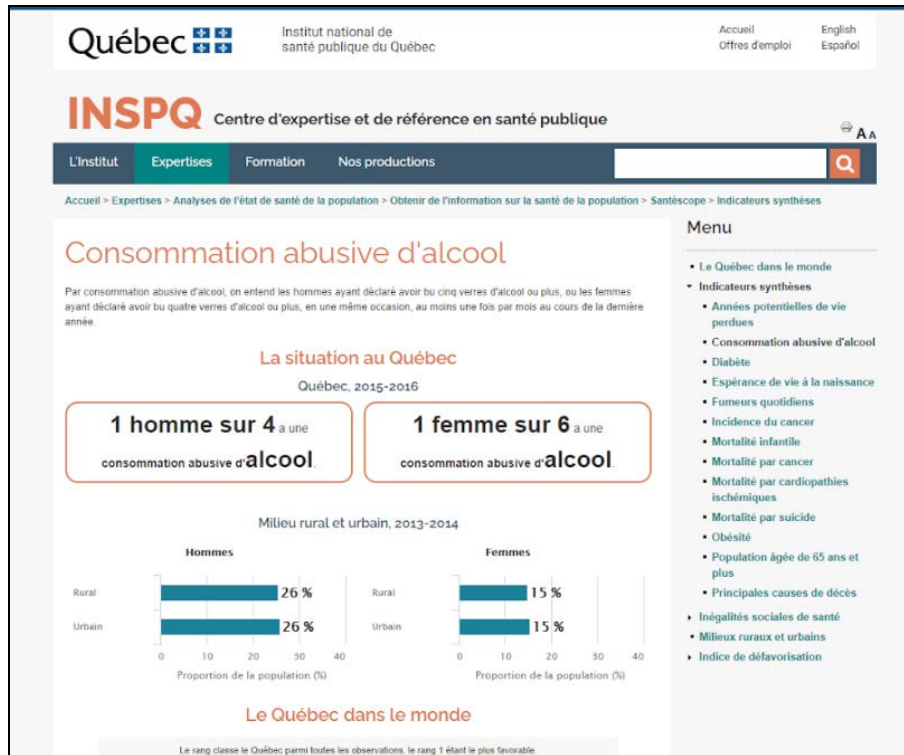 Québec
Institut national de
santé publique du Québec
Accueil
Offres d'emploi
English
Español
INSPQ Centre d'expertise et de référence en santé publique
A A
L'Institut Expertises Formation Nos productions
Accueil > Expertises > Analyses de l'état de santé de la population > Obtenir de l'information sur la santé de la population > Santéscope > Indicateurs synthèses
Consommation abusive d'alcool
Par consommation abusive d'alcool, on entend les hommes ayant déclaré avoir bu cinq verres d'alcool ou plus, ou les femmes
ayant déclaré avoir bu quatre verres d'alcool ou plus, en une même occasion, au moins une fois par mois au cours de la dernière
année.
La situation au Québec
Québec, 2015-2016
1 homme sur 4 a une
consommation abusive d'alcool.
1 femme sur 6 a une
consommation abusive d'alcool.
Milieu rural et urbain, 2013-2014
Hommes
Rural 26 %
Urbain 26 %
0 10 20 30 40
Proportion de la population (%)
Femmes
Rural 15 %
Urbain 15 %
0 10 20 30 40
Proportion de la population (%)
Le Québec dans le monde
Le rang classe le Québec parmi toutes les observations, le rang 1 étant le plus favorable.
Menu
Le Québec dans le monde
Indicateurs synthèses
Années potentielles de vie
perdues
Consommation abusive d'alcool
Diabète
Espérance de vie à la naissance
Fumeurs quotidiens
Incidence du cancer
Mortalité infantile
Mortalité par cancer
Mortalité par cardiopathies
ischémiques
Mortalité par suicide
Obésité
Population âgée de 65 ans et
plus
Principales causes de décès
Inégalités sociales de santé
Milieux ruraux et urbains
Indice de défavorisation